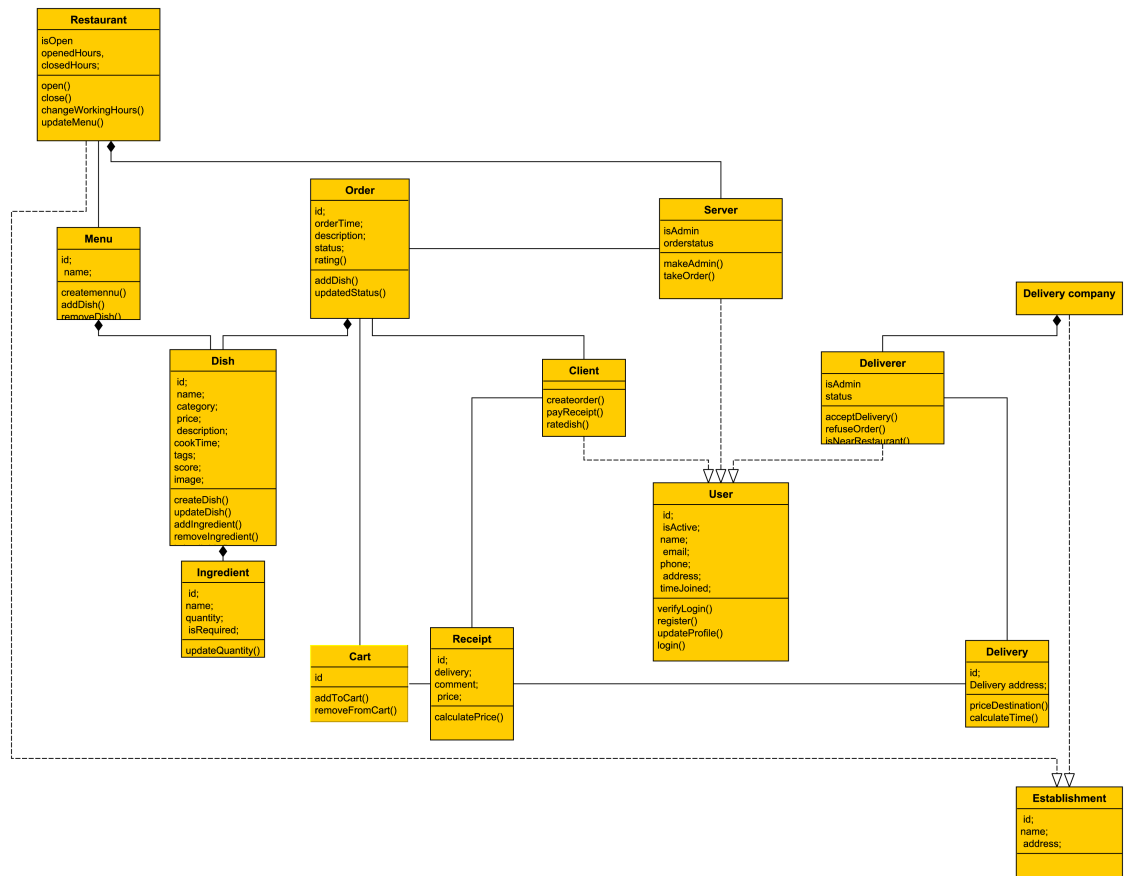 Restaurant
isOpen
openedHours,
closedHours;
open()
close()
changeWorkingHours()
updateMenu()
Order
id;
orderTime;
description;
status;
rating()
addDish()
updatedStatus()
Server
isAdmin
orderstatus
makeAdmin()
takeOrder()
Menu
id;
name;
createmennu()
addDish()
removeDish()
Delivery company
Dish
id;
name;
category;
price;
description;
cookTime;
tags;
score;
image;
createDish()
updateDish()
addIngredient()
removeIngredient()
Client
createorder()
payReceipt()
ratedish()
Deliverer
isAdmin
status
acceptDelivery()
refuseOrder()
isNearRestaurant()
User
id;
isActive;
name;
email;
phone;
address;
timeJoined;
verifyLogin()
register()
updateProfile()
login()
Ingredient
id;
name;
quantity;
isRequired;
updateQuantity()
Cart
id
addToCart()
removeFromCart()
Receipt
id;
delivery;
comment;
price;
calculatePrice()
Delivery
id;
Delivery address;
priceDestination()
calculateTime()
Establishment
id;
name;
address;